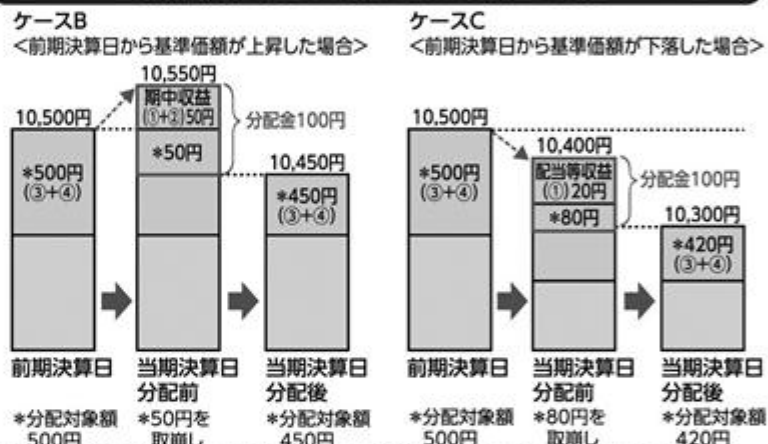 ケースB
<前期決算日から基準価額が上昇した場合>
10,550円
期中収益
(①+②)50円
10,500円
分配金100円
*50円
*500円
(③+④)
10,450円
*450円
(③+④)
前期決算日
当期決算日
分配前
当期決算日
分配後
*分配対象額
500円
*50円を
取崩し
*分配対象額
450円
ケースC
<前期決算日から基準価額が下落した場合>
10,500円
*500円
(③+④)
10,400円
配当等収益
(①)20円
分配金100円
*80円
10,300円
*420円
(③+④)
前期決算日
当期決算日
分配前
当期決算日
分配後
*分配対象額
500円
*80円を
取崩し
*分配対象額
420円